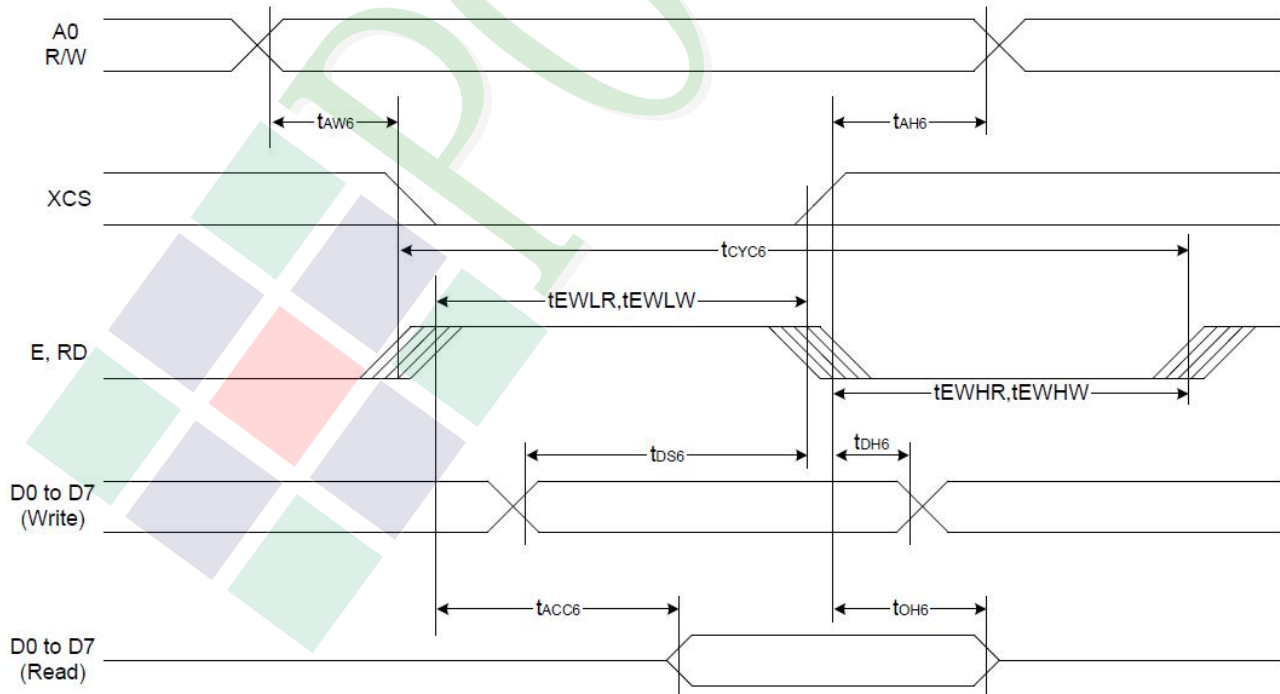 A0
R/W
tAW6
tAH6
XCS
tCYC6
tEWLR,tEWLW
E, RD
tEWHR,tEWHW
tDS6
tDH6
D0 to D7
(Write)
tACC6
tOH6
D0 to D7
(Read)